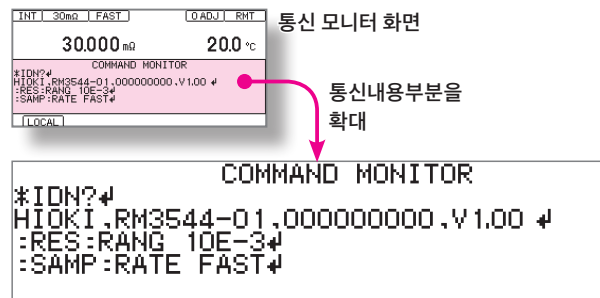 INT 30mΩ FAST 0 ADJ RMT
30.000 mΩ 20.0 ℃
COMMAND MONITOR
*IDN?↲
HIOKI,RM3544-01,000000000,V1.00 ↲
:RES:RANG 10E-3↲
:SAMP:RATE FAST↲
LOCAL
통신 모니터 화면
통신내용부분을
확대
COMMAND MONITOR
*IDN?↲
HIOKI,RM3544-01,000000000,V1.00 ↲
:RES:RANG 10E-3↲
:SAMP:RATE FAST↲